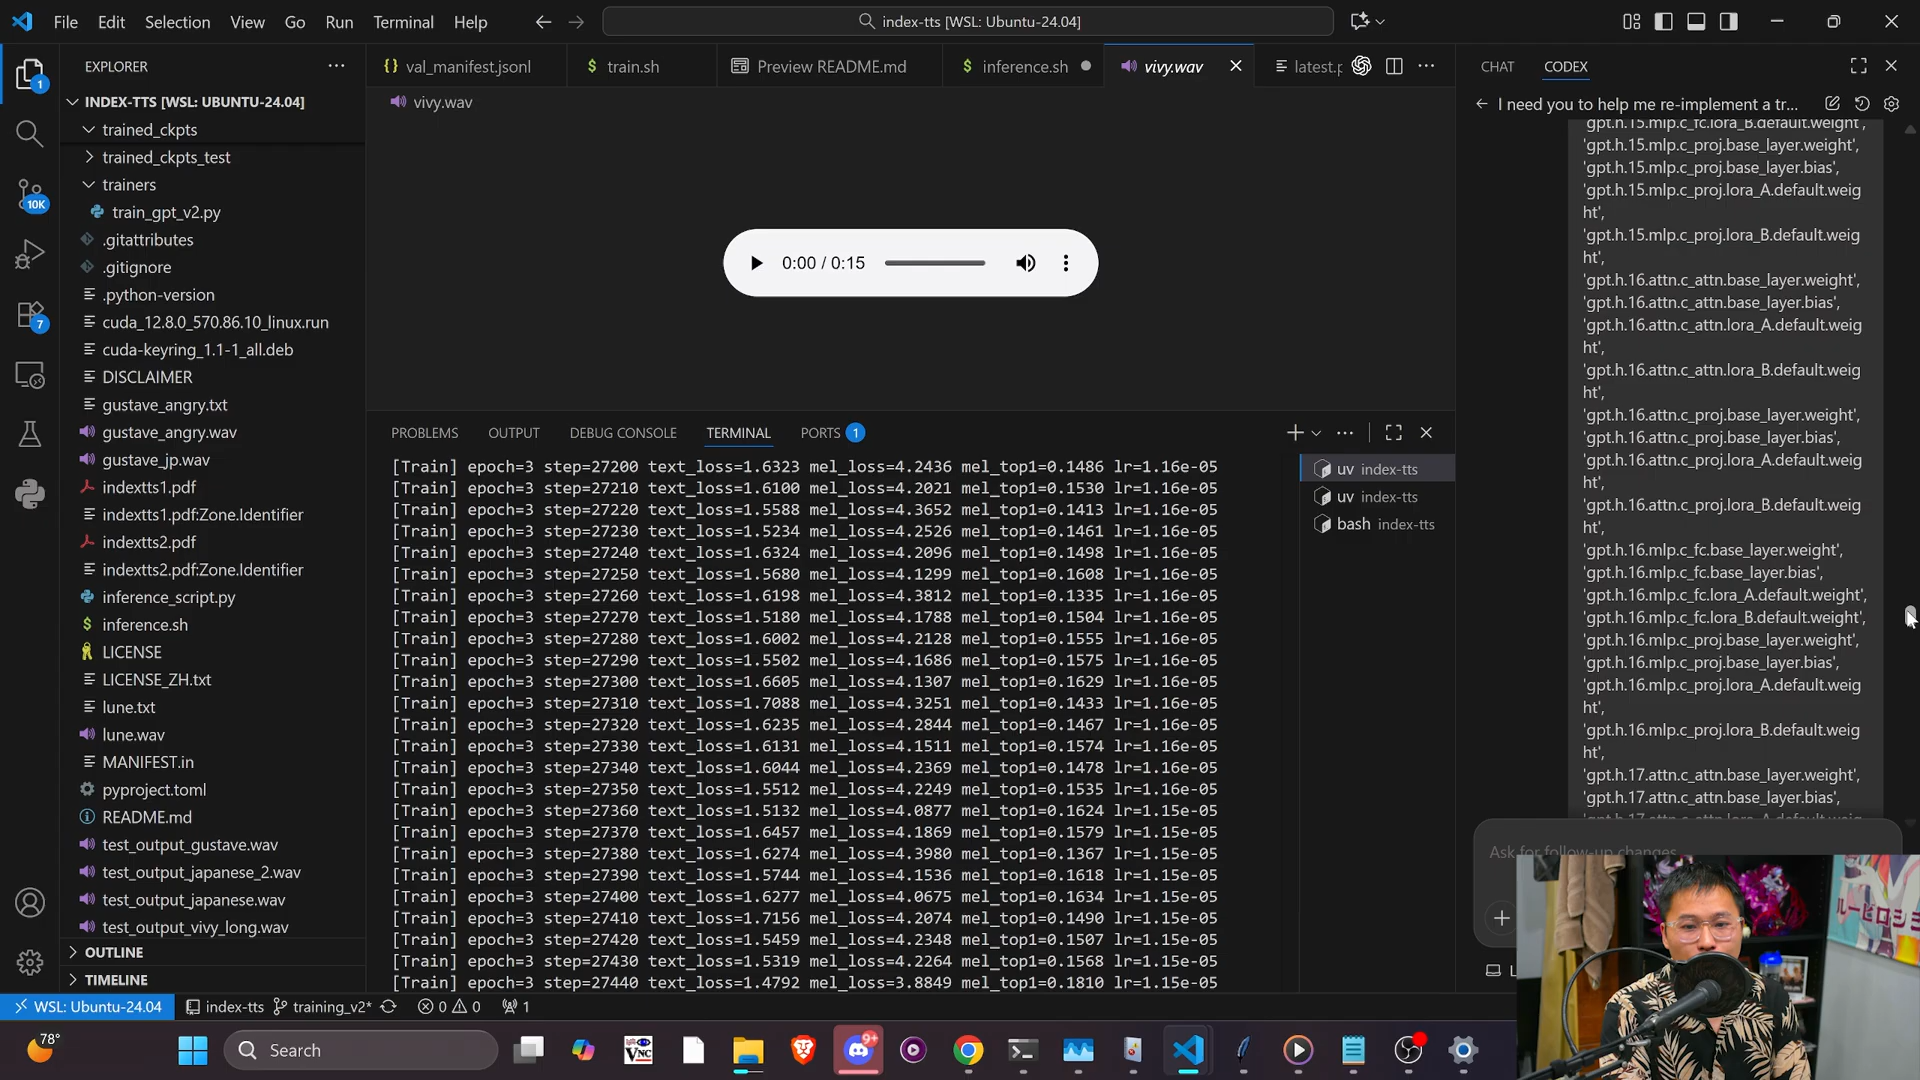 File Edit Selection View Go Run Terminal Help
index-tts [WSL: Ubuntu-24.04]
EXPLORER
INDEX-TTS [WSL: UBUNTU-24.04]
trained_ckpts
trained_ckpts_test
trainers
train_gpt_v2.py
.gitattributes
.gitignore
.python-version
cuda_12.8.0_570.86.10_linux.run
cuda-keyring_1.1-1_all.deb
DISCLAIMER
gustave_angry.txt
gustave_angry.wav
gustave_jp.wav
indextts1.pdf
indextts1.pdf:Zone.Identifier
indextts2.pdf
indextts2.pdf:Zone.Identifier
inference_script.py
inference.sh
LICENSE
LICENSE_ZH.txt
lune.txt
lune.wav
MANIFEST.in
pyproject.toml
README.md
test_output_gustave.wav
test_output_japanese_2.wav
test_output_japanese.wav
test_output_vivy_long.wav
OUTLINE
TIMELINE
1
10K
7
val_manifest.jsonl
train.sh
Preview README.md
inference.sh
vivy.wav
latest.p
vivy.wav
0:00 / 0:15
PROBLEMS OUTPUT DEBUG CONSOLE TERMINAL PORTS 1
[Train] epoch=3 step=27200 text_loss=1.6323 mel_loss=4.2436 mel_top1=0.1486 lr=1.16e-05
[Train] epoch=3 step=27210 text_loss=1.6100 mel_loss=4.2021 mel_top1=0.1530 lr=1.16e-05
[Train] epoch=3 step=27220 text_loss=1.5588 mel_loss=4.3652 mel_top1=0.1413 lr=1.16e-05
[Train] epoch=3 step=27230 text_loss=1.5234 mel_loss=4.2526 mel_top1=0.1461 lr=1.16e-05
[Train] epoch=3 step=27240 text_loss=1.6324 mel_loss=4.2096 mel_top1=0.1498 lr=1.16e-05
[Train] epoch=3 step=27250 text_loss=1.5680 mel_loss=4.1299 mel_top1=0.1608 lr=1.16e-05
[Train] epoch=3 step=27260 text_loss=1.6198 mel_loss=4.3812 mel_top1=0.1335 lr=1.16e-05
[Train] epoch=3 step=27270 text_loss=1.5180 mel_loss=4.1788 mel_top1=0.1504 lr=1.16e-05
[Train] epoch=3 step=27280 text_loss=1.6002 mel_loss=4.2128 mel_top1=0.1555 lr=1.16e-05
[Train] epoch=3 step=27290 text_loss=1.5502 mel_loss=4.1686 mel_top1=0.1575 lr=1.16e-05
[Train] epoch=3 step=27300 text_loss=1.6605 mel_loss=4.1307 mel_top1=0.1629 lr=1.16e-05
[Train] epoch=3 step=27310 text_loss=1.7088 mel_loss=4.3251 mel_top1=0.1433 lr=1.16e-05
[Train] epoch=3 step=27320 text_loss=1.6235 mel_loss=4.2844 mel_top1=0.1467 lr=1.16e-05
[Train] epoch=3 step=27330 text_loss=1.6131 mel_loss=4.1511 mel_top1=0.1574 lr=1.16e-05
[Train] epoch=3 step=27340 text_loss=1.6044 mel_loss=4.2369 mel_top1=0.1478 lr=1.16e-05
[Train] epoch=3 step=27350 text_loss=1.5512 mel_loss=4.2249 mel_top1=0.1535 lr=1.16e-05
[Train] epoch=3 step=27360 text_loss=1.5132 mel_loss=4.0877 mel_top1=0.1624 lr=1.15e-05
[Train] epoch=3 step=27370 text_loss=1.6457 mel_loss=4.1869 mel_top1=0.1579 lr=1.15e-05
[Train] epoch=3 step=27380 text_loss=1.6274 mel_loss=4.3980 mel_top1=0.1367 lr=1.15e-05
[Train] epoch=3 step=27390 text_loss=1.5744 mel_loss=4.1536 mel_top1=0.1618 lr=1.15e-05
[Train] epoch=3 step=27400 text_loss=1.6277 mel_loss=4.0675 mel_top1=0.1634 lr=1.15e-05
[Train] epoch=3 step=27410 text_loss=1.7156 mel_loss=4.2074 mel_top1=0.1490 lr=1.15e-05
[Train] epoch=3 step=27420 text_loss=1.5459 mel_loss=4.2348 mel_top1=0.1507 lr=1.15e-05
[Train] epoch=3 step=27430 text_loss=1.5319 mel_loss=4.2264 mel_top1=0.1568 lr=1.15e-05
[Train] epoch=3 step=27440 text_loss=1.4792 mel_loss=3.8849 mel_top1=0.1810 lr=1.15e-05
uv index-tts
uv index-tts
bash index-tts
CHAT CODEX
I need you to help me re-implement a tr...
'gpt.h.15.mlp.c_fc.lora_B.default.weight',
'gpt.h.15.mlp.c_proj.base_layer.weight',
'gpt.h.15.mlp.c_proj.base_layer.bias',
'gpt.h.15.mlp.c_proj.lora_A.default.weig
ht',
'gpt.h.15.mlp.c_proj.lora_B.default.weig
ht',
'gpt.h.16.attn.c_attn.base_layer.weight',
'gpt.h.16.attn.c_attn.base_layer.bias',
'gpt.h.16.attn.c_attn.lora_A.default.weig
ht',
'gpt.h.16.attn.c_attn.lora_B.default.weig
ht',
'gpt.h.16.attn.c_proj.base_layer.weight',
'gpt.h.16.attn.c_proj.base_layer.bias',
'gpt.h.16.attn.c_proj.lora_A.default.weig
ht',
'gpt.h.16.attn.c_proj.lora_B.default.weig
ht',
'gpt.h.16.mlp.c_fc.base_layer.weight',
'gpt.h.16.mlp.c_fc.base_layer.bias',
'gpt.h.16.mlp.c_fc.lora_A.default.weight',
'gpt.h.16.mlp.c_fc.lora_B.default.weight',
'gpt.h.16.mlp.c_proj.base_layer.weight',
'gpt.h.16.mlp.c_proj.base_layer.bias',
'gpt.h.16.mlp.c_proj.lora_A.default.weig
ht',
'gpt.h.16.mlp.c_proj.lora_B.default.weig
ht',
'gpt.h.17.attn.c_attn.base_layer.weight',
'gpt.h.17.attn.c_attn.base_layer.bias',
Ask for follow-up changes
WSL: Ubuntu-24.04 index-tts training_v2* 0 0 1
78°
Search
VNC
9+